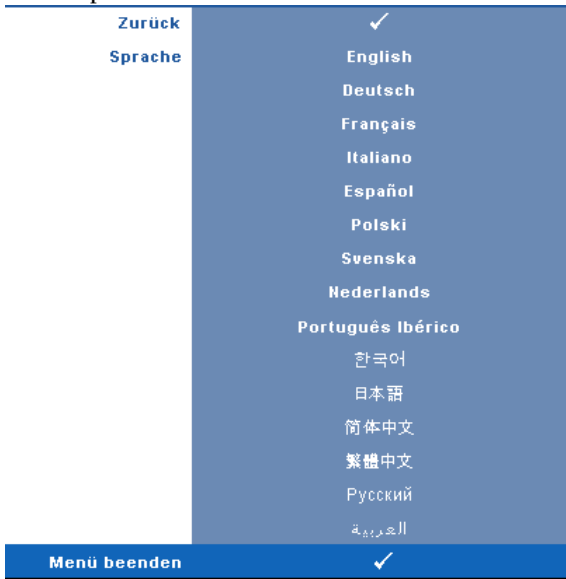 Zurück ✓
Sprache English
Deutsch
Français
Italiano
Español
Polski
Svenska
Nederlands
Português Ibérico
한국어
日本語
简体中文
繁體中文
Русский
العربية
Menü beenden ✓